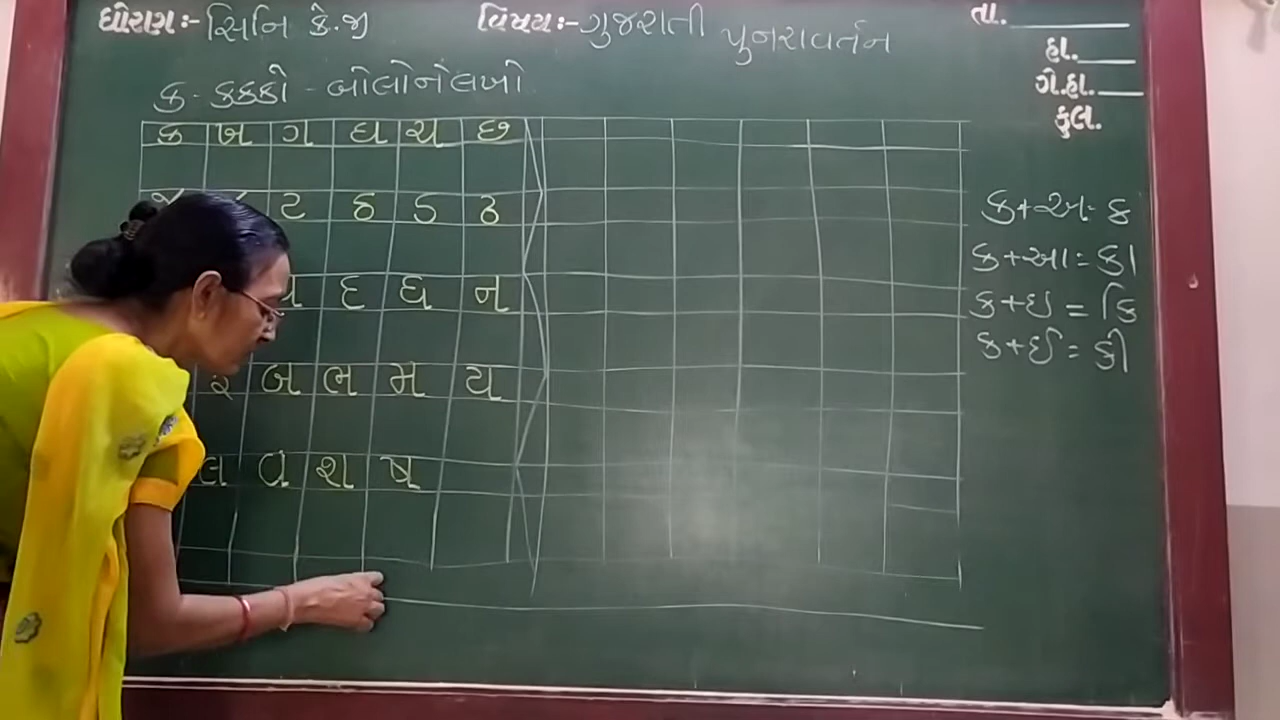 ધોરણ:- સિનિ કે.જી
વિષય:- ગુજરાતી પુનરાવર્તન
તા.
હા.
ગે.હા.
કુલ.
ક - કક્કો - બોલોનેલખો
ક ખ ગ ઘ ચ છ
જ ટ ઠ ડ ઢ
દ ધ ન
બ ભ મ ય
લ વ શ ષ
ક+અ=ક
ક+આ=કા
ક+ઇ=કિ
ક+ઈ=કી